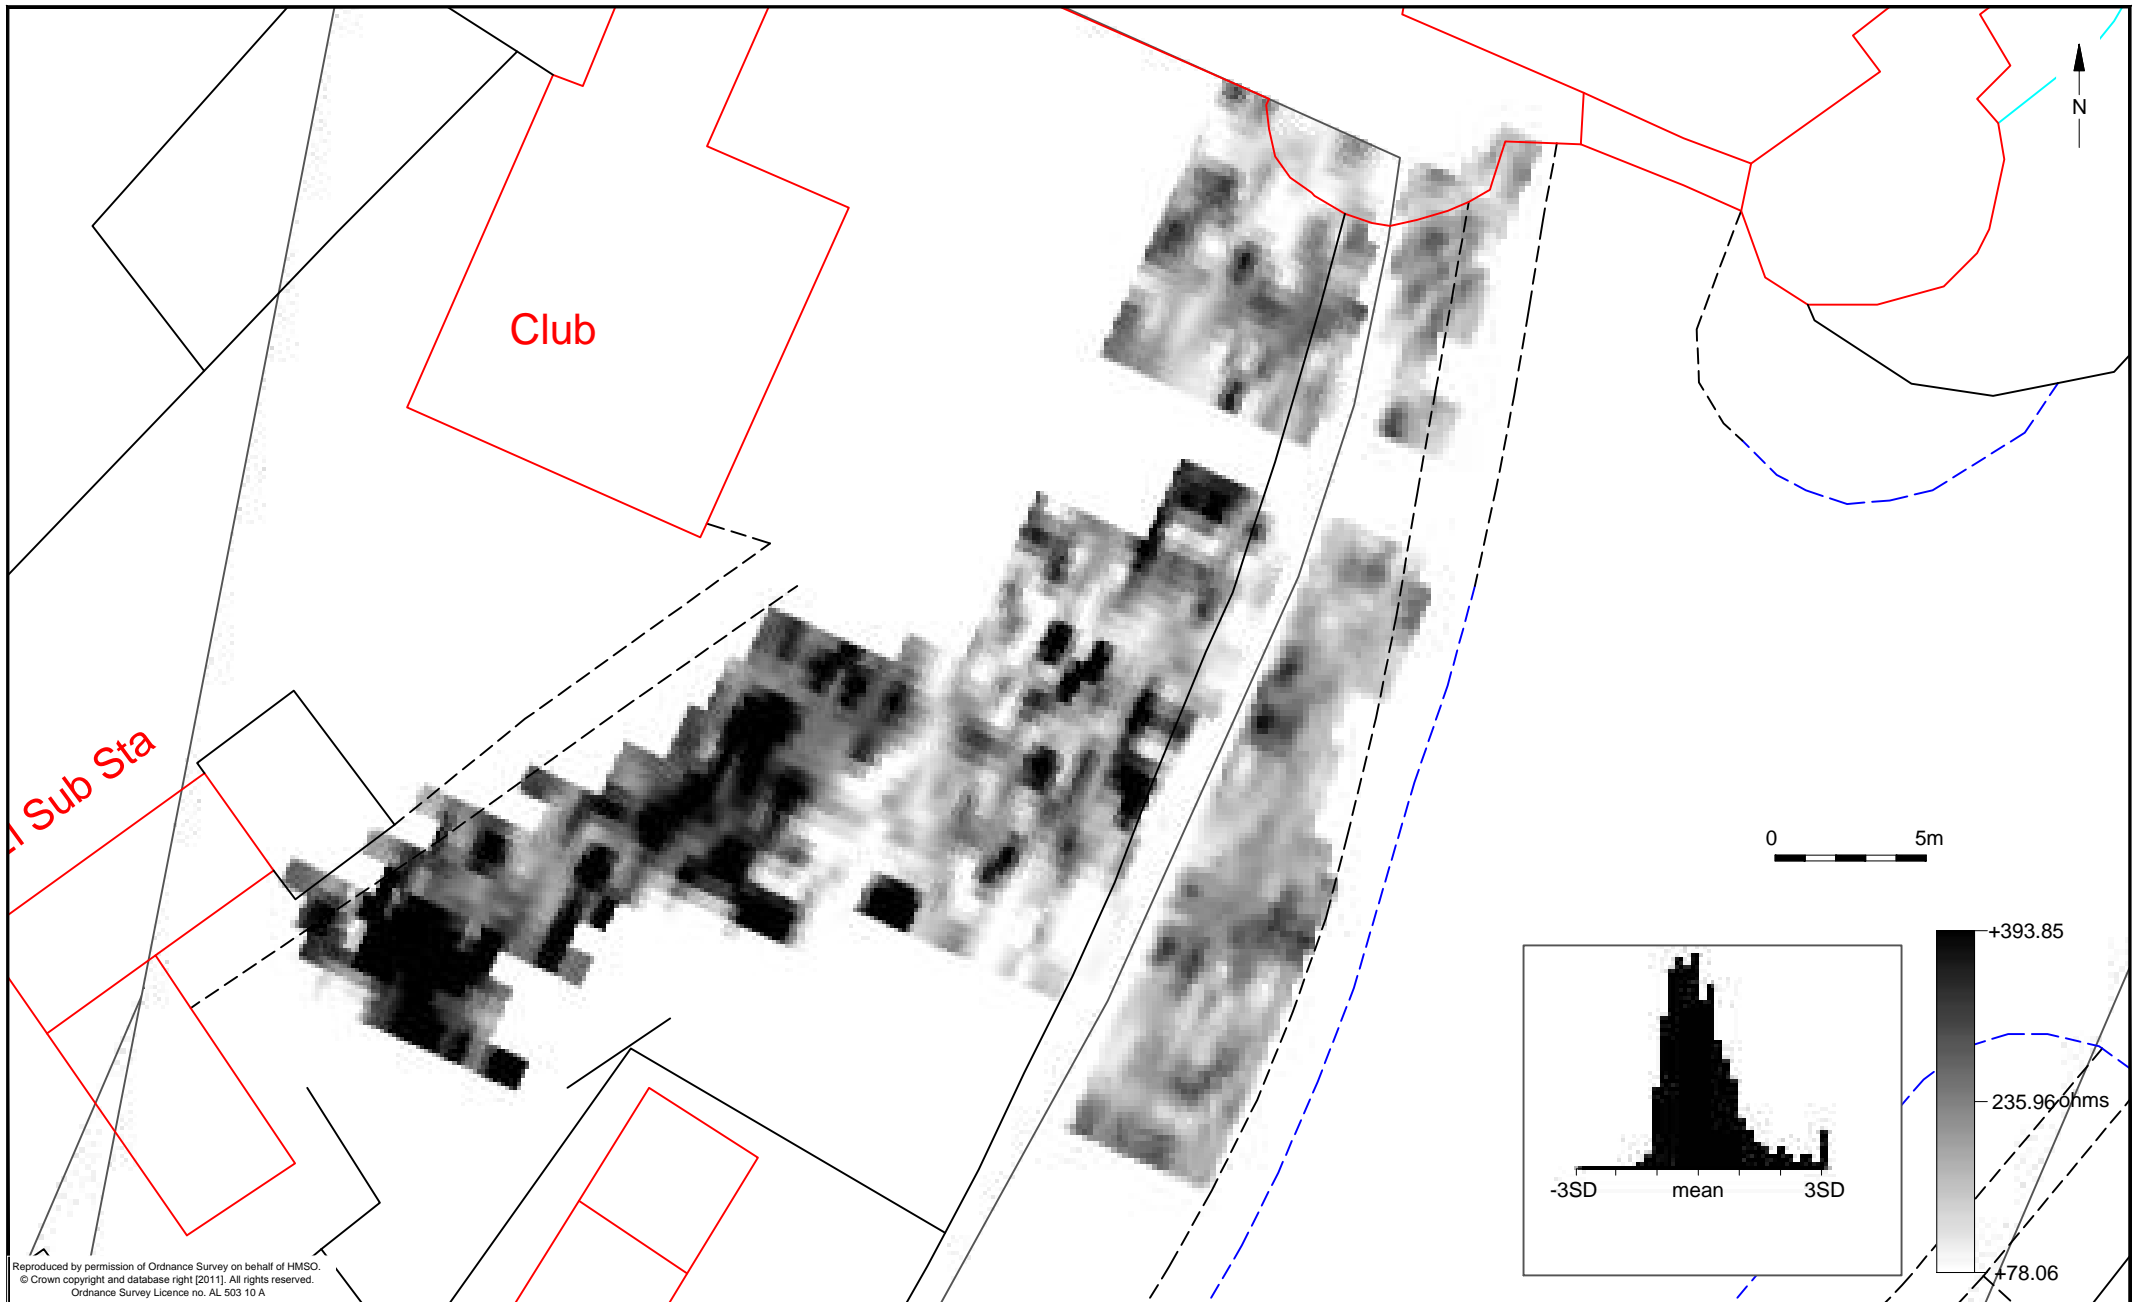 N
Club
El Sub Sta
0 5m
+393.85
235.96 ohms
+78.06
-3SD mean 3SD
Reproduced by permission of Ordnance Survey on behalf of HMSO.
© Crown copyright and database right [2011]. All rights reserved.
Ordnance Survey Licence no. AL 503 10 A